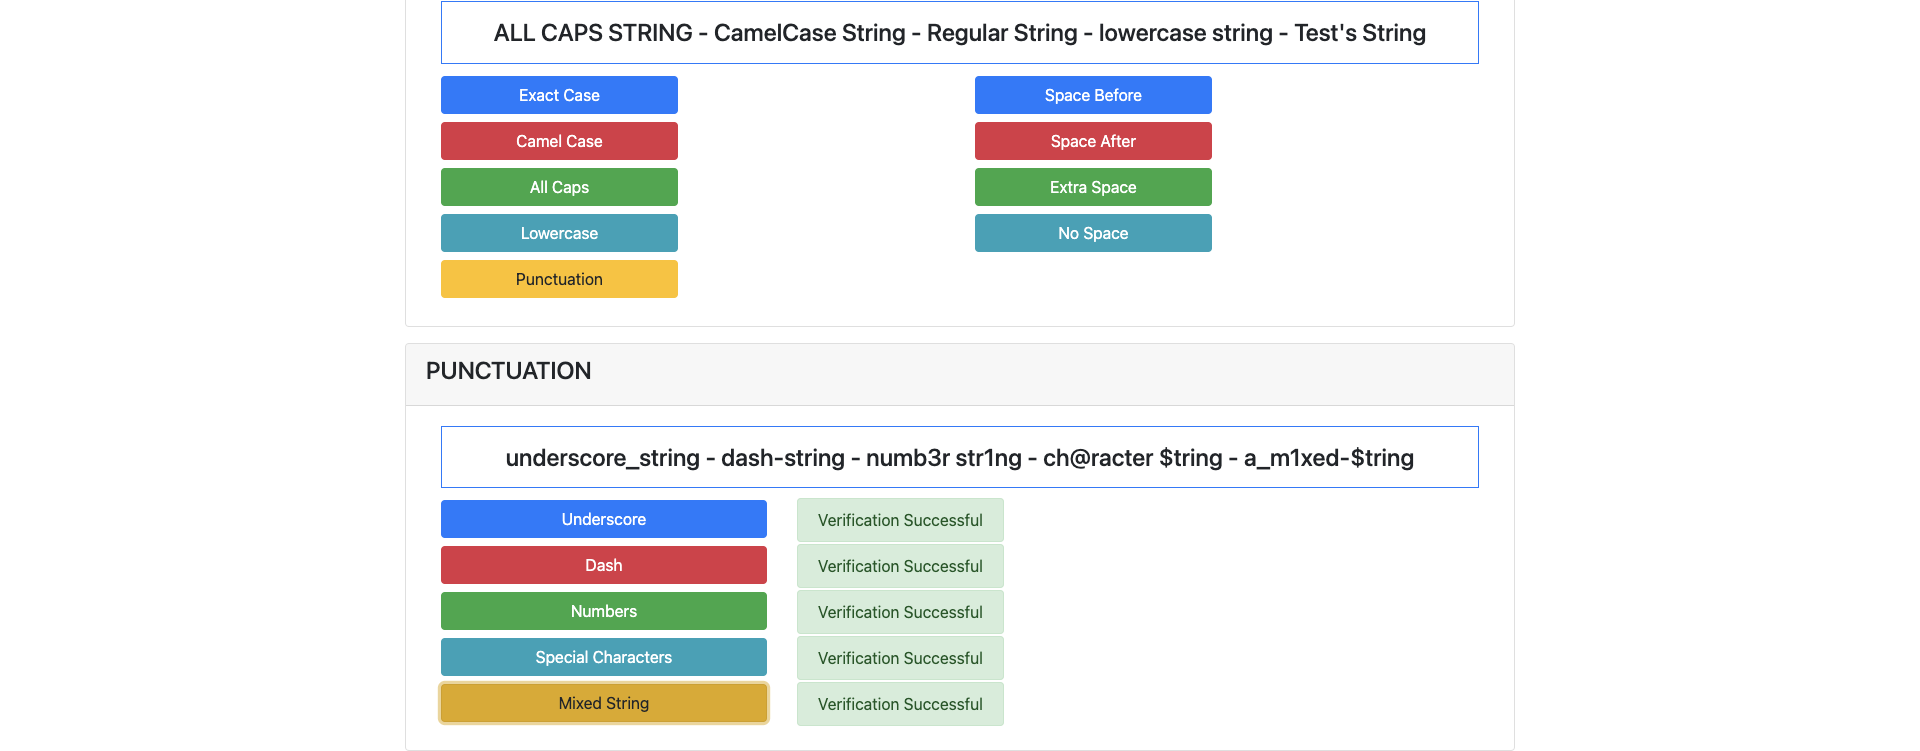 ALL CAPS STRING - CamelCase String - Regular String - lowercase string - Test's String
Exact Case
Space Before
Camel Case
Space After
All Caps
Extra Space
Lowercase
No Space
Punctuation
PUNCTUATION
underscore_string - dash-string - numb3r str1ng - ch@racter $tring - a_m1xed-$tring
Underscore
Verification Successful
Dash
Verification Successful
Numbers
Verification Successful
Special Characters
Verification Successful
Mixed String
Verification Successful